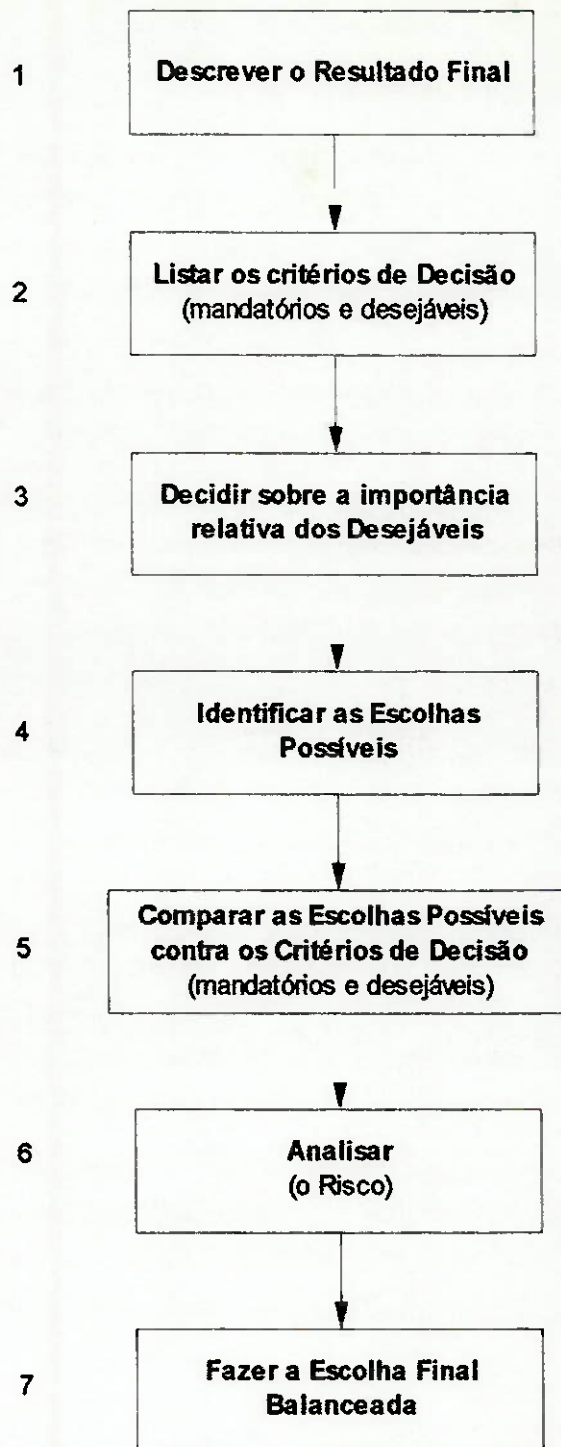 1
Descrever o Resultado Final
2
Listar os critérios de Decisão
(mandatórios e desejáveis)
3
Decidir sobre a importância
relativa dos Desejáveis
4
Identificar as Escolhas
Possíveis
5
Comparar as Escolhas Possíveis
contra os Critérios de Decisão
(mandatórios e desejáveis)
6
Analisar
(o Risco)
7
Fazer a Escolha Final
Balanceada